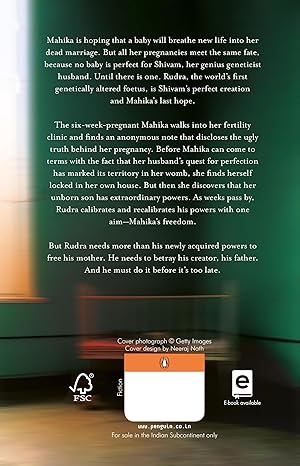 Mahika is hoping that a baby will breathe new life into her
dead marriage. But all her pregnancies meet the same fate,
because no baby is perfect for Shivam, her genius geneticist
husband. Until there is one. Rudra, the world's first
genetically altered foetus, is Shivam's perfect creation
and Mahika's last hope.
The six-week-pregnant Mahika walks into her fertility
clinic and finds an anonymous note that discloses the ugly
truth behind her pregnancy. Before Mahika can come to
terms with the fact that her husband's quest for perfection
has marked its territory in her womb, she finds herself
locked in her own house. But then she discovers that her
unborn son has extraordinary powers. As weeks pass by,
Rudra calibrates and recalibrates his powers with one
aim—Mahika's freedom.
But Rudra needs more than his newly acquired powers to
free his mother. He needs to betray his creator, his father.
And he must do it before it's too late.
Cover photograph © Getty Images
Cover design by Neeraj Nath
FSC
Fiction
e
E-book available
www.penguin.co.in
For sale in the Indian Subcontinent only